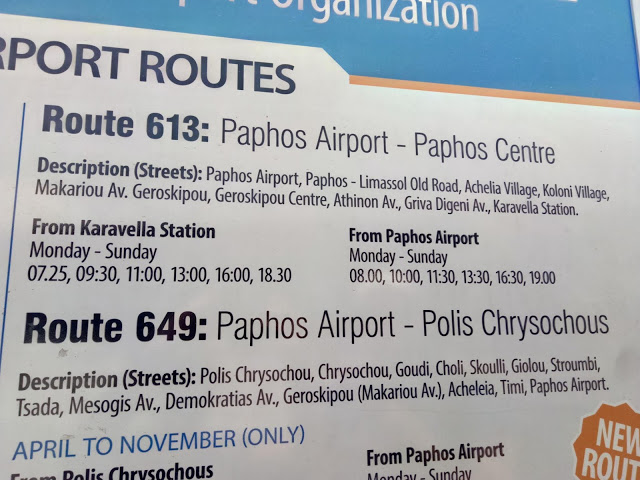 organization
RPORT ROUTES
Route 613: Paphos Airport - Paphos Centre
Description (Streets): Paphos Airport, Paphos - Limassol Old Road, Achelia Village, Koloni Village,
Makariou Av. Geroskipou, Geroskipou Centre, Athinon Av., Griva Digeni Av., Karavella Station.
From Karavella Station
Monday - Sunday
07.25, 09:30, 11:00, 13:00, 16:00, 18.30
From Paphos Airport
Monday - Sunday
08.00, 10:00, 11:30, 13:30, 16:30, 19.00
Route 649: Paphos Airport - Polis Chrysochous
Description (Streets): Polis Chrysochou, Chrysochou, Goudi, Choli, Skoulli, Giolou, Stroumbi,
Tsada, Mesogis Av., Demokratias Av., Geroskipou (Makariou Av.), Acheleia, Timi, Paphos Airport.
APRIL TO NOVEMBER (ONLY)
From Polis Chrysochous
From Paphos Airport
Monday - Sunday
NEW
ROUT